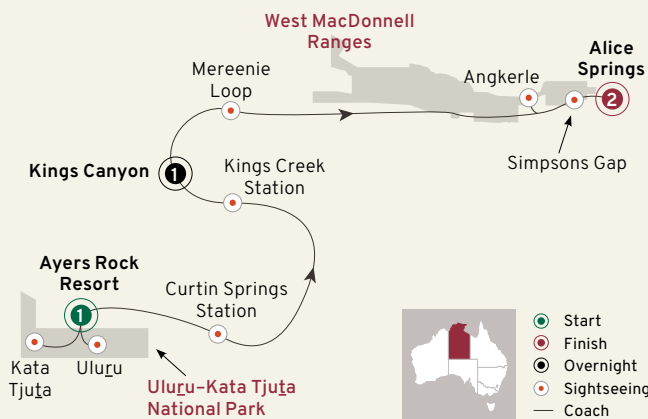 West MacDonnell
Ranges
Alice
Springs
Mereenie
Loop
Angkerle
2
Simpsons Gap
Kings Canyon
1
Kings Creek
Station
Ayers Rock
Resort
1
Curtin Springs
Station
Kata
Tjuṯa
Uluṟu
Uluṟu–Kata Tjuṯa
National Park
Start
Finish
Overnight
Sightseeing
Coach